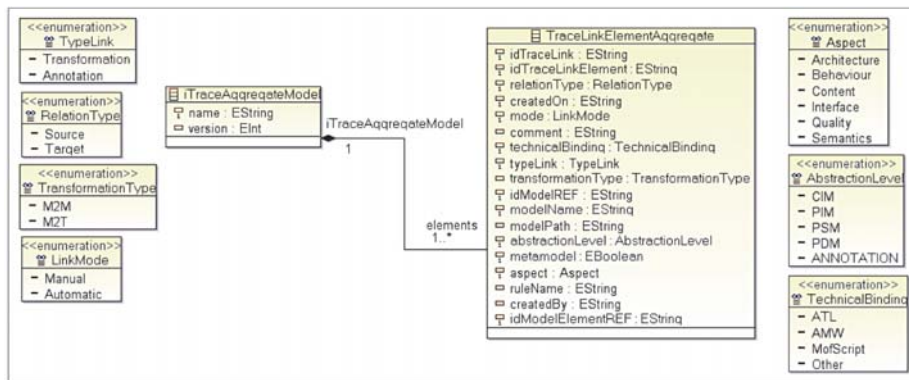 <<enumeration>>
TypeLink
Transformation
Annotation
<<enumeration>>
RelationType
Source
Target
<<enumeration>>
TransformationType
M2M
M2T
<<enumeration>>
LinkMode
Manual
Automatic
iTraceAggregateModel
name : EString
version : EInt
iTraceAggregateModel
1
elements
1..*
TraceLinkElementAggregate
idTraceLink : EString
idTraceLinkElement : EString
relationType : RelationType
createdOn : EString
mode : LinkMode
comment : EString
technicalBinding : TechnicalBinding
typeLink : TypeLink
transformationType : TransformationType
idModelREF : EString
modelName : EString
modelPath : EString
abstractionLevel : AbstractionLevel
metamodel : EBoolean
aspect : Aspect
ruleName : EString
createdBy : EString
idModelElementREF : EString
<<enumeration>>
Aspect
Architecture
Behaviour
Content
Interface
Quality
Semantics
<<enumeration>>
AbstractionLevel
CIM
PIM
PSM
PDM
ANNOTATION
<<enumeration>>
TechnicalBinding
ATL
AMW
MofScript
Other